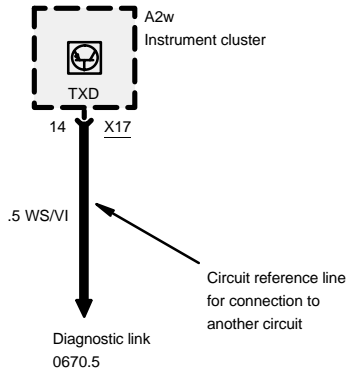 A2w
Instrument cluster
TXD
14 X17
.5 WS/VI
Circuit reference line
for connection to
another circuit
Diagnostic link
0670.5